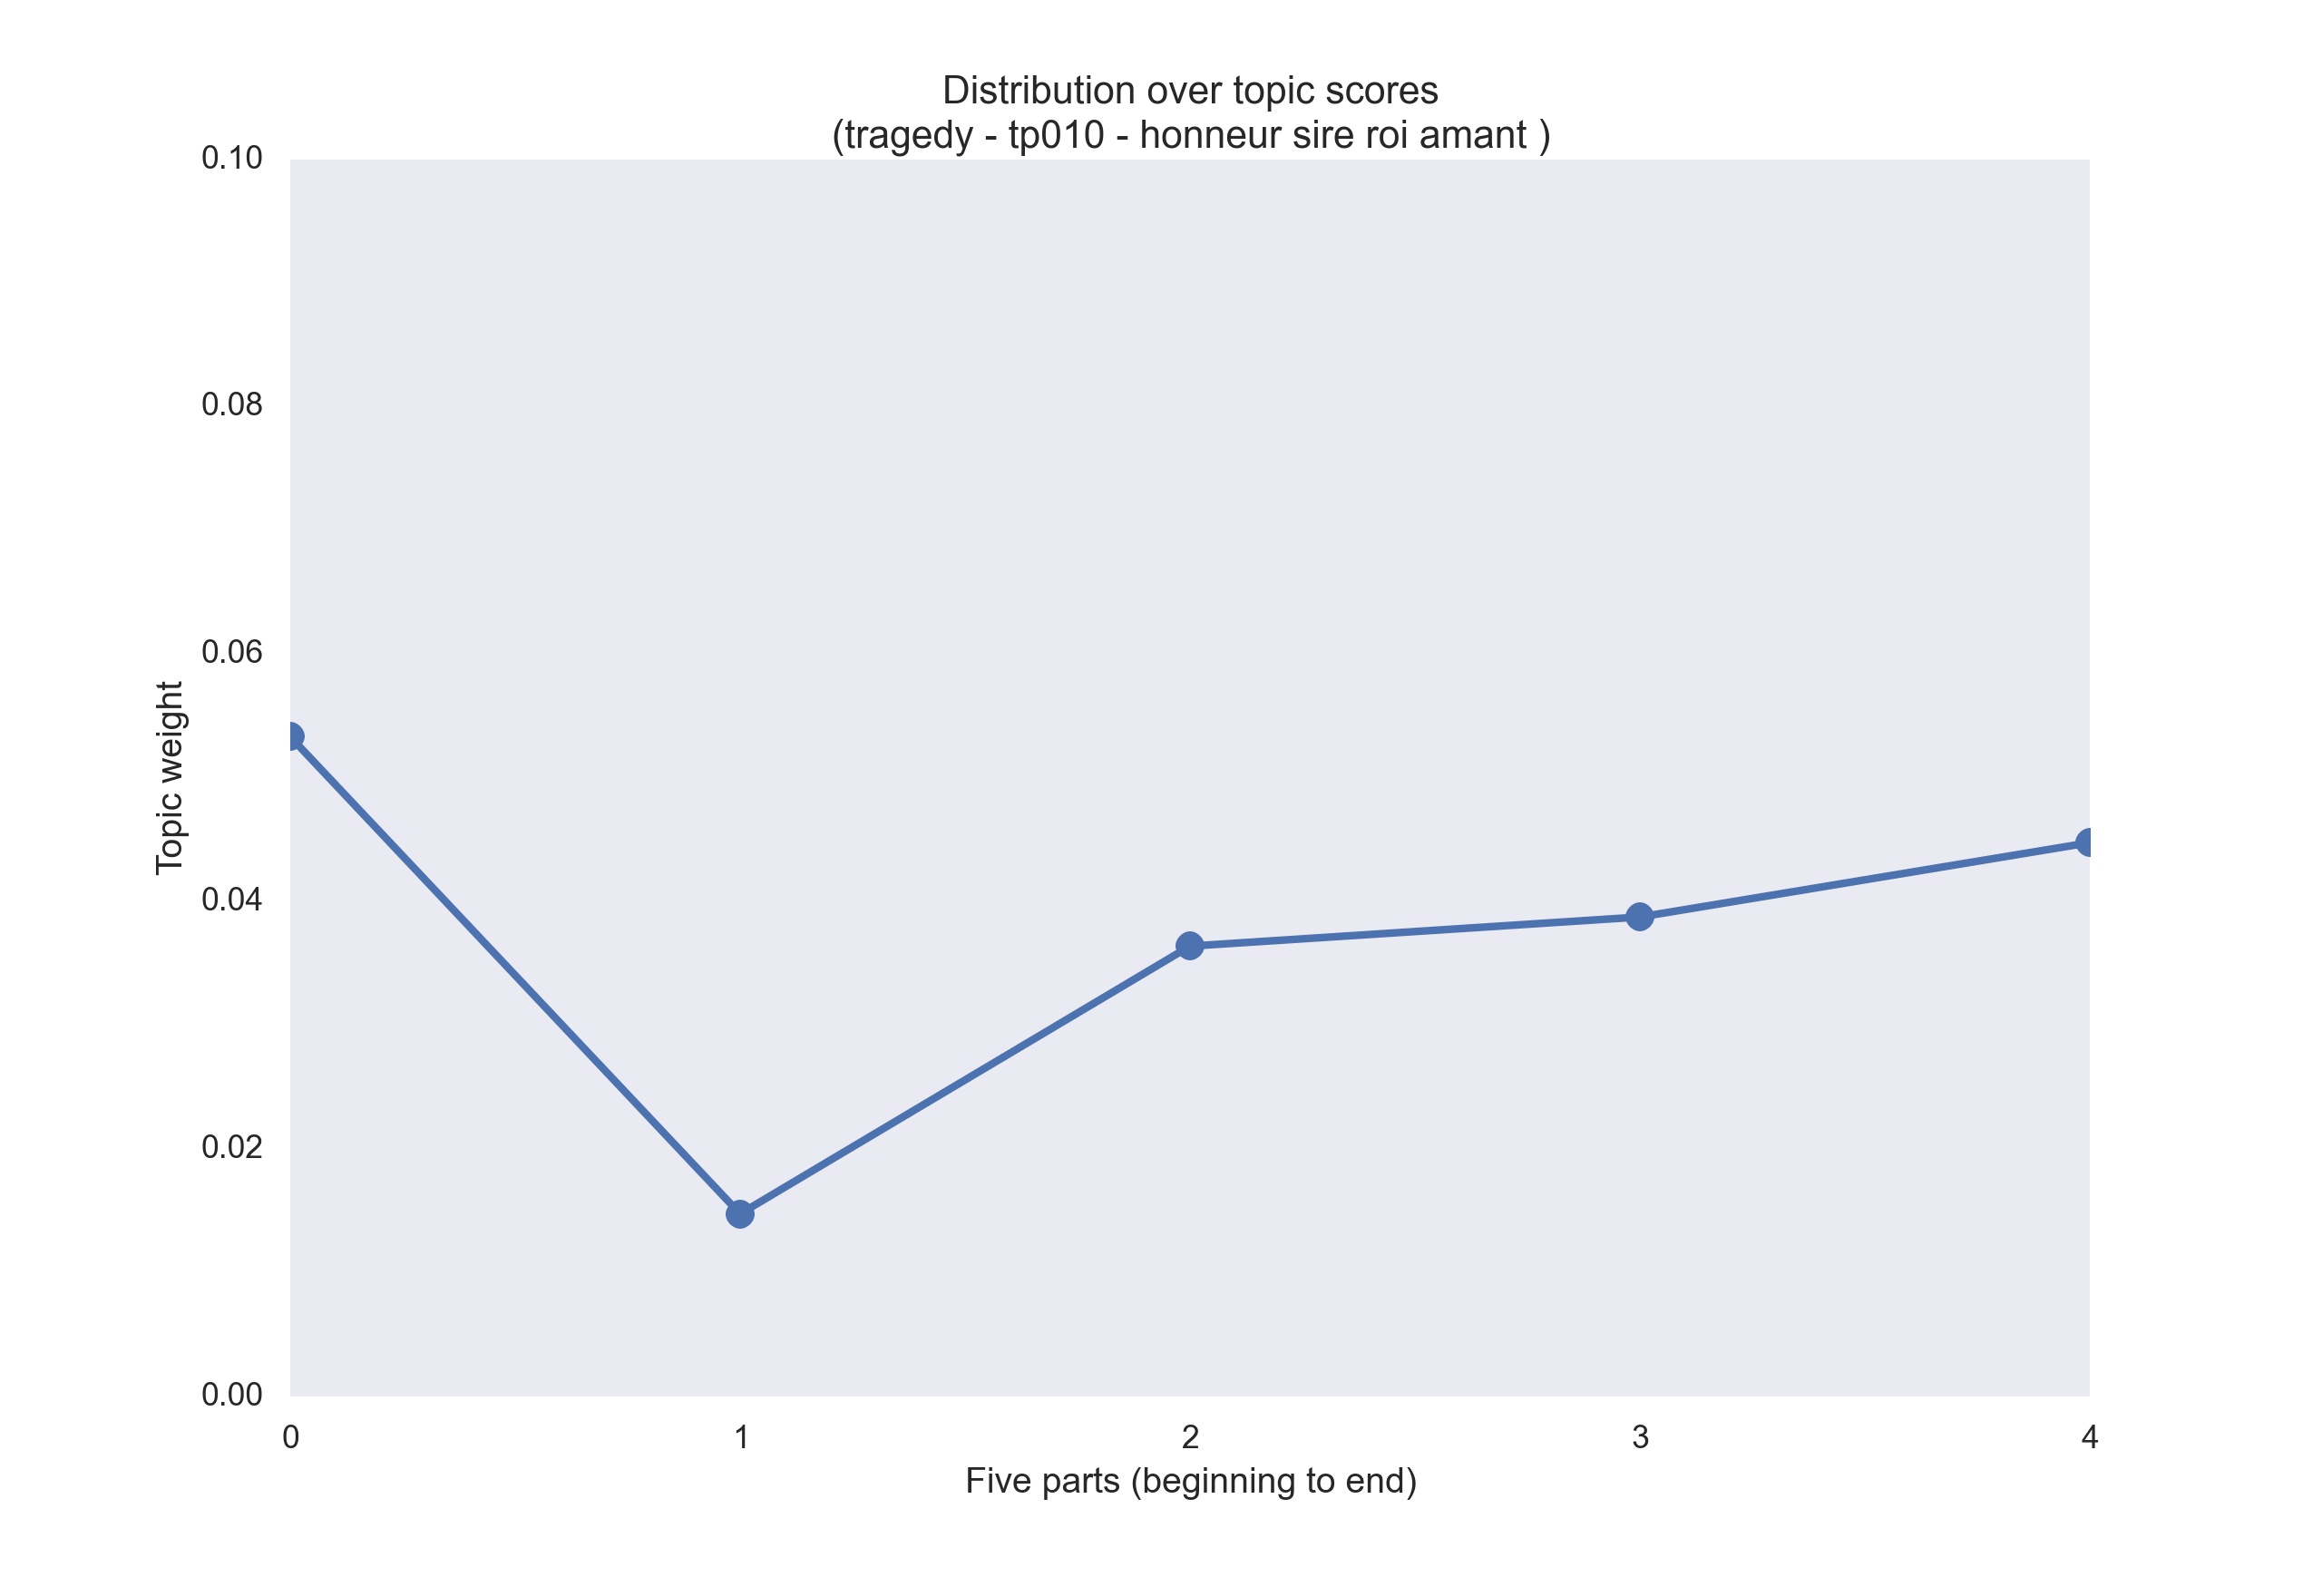 Distribution over topic scores
(tragedy - tp010 - honneur sire roi amant )
0.10
0.08
0.06
0.04
0.02
0.00
Topic weight
0 1 2 3 4
Five parts (beginning to end)